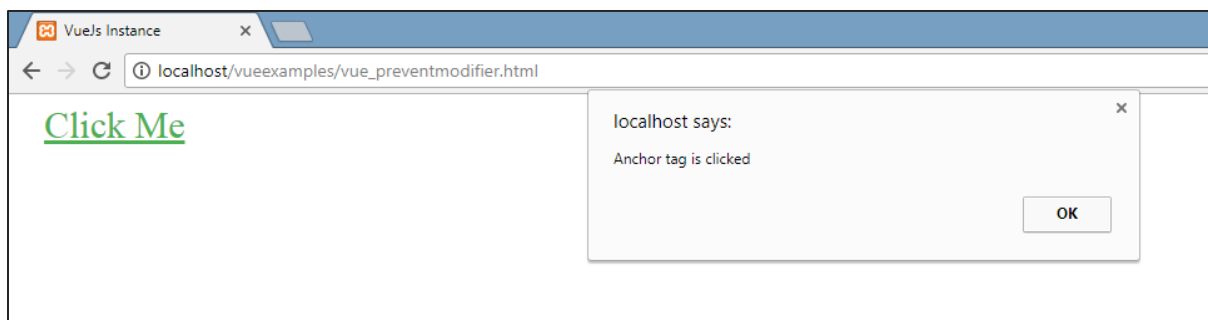 VueJs Instance
localhost/vueexamples/vue_preventmodifier.html
Click Me
localhost says:
Anchor tag is clicked
OK